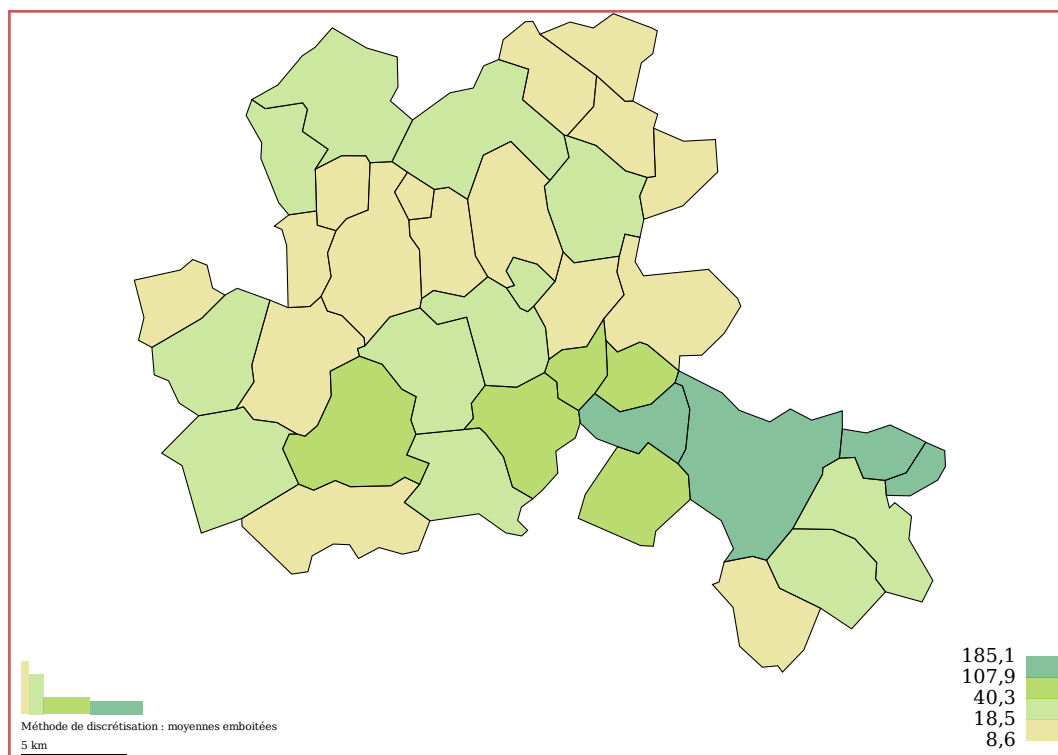 185,1
107,9
40,3
18,5
8,6
Méthode de discrétisation : moyennes emboitées
5 km